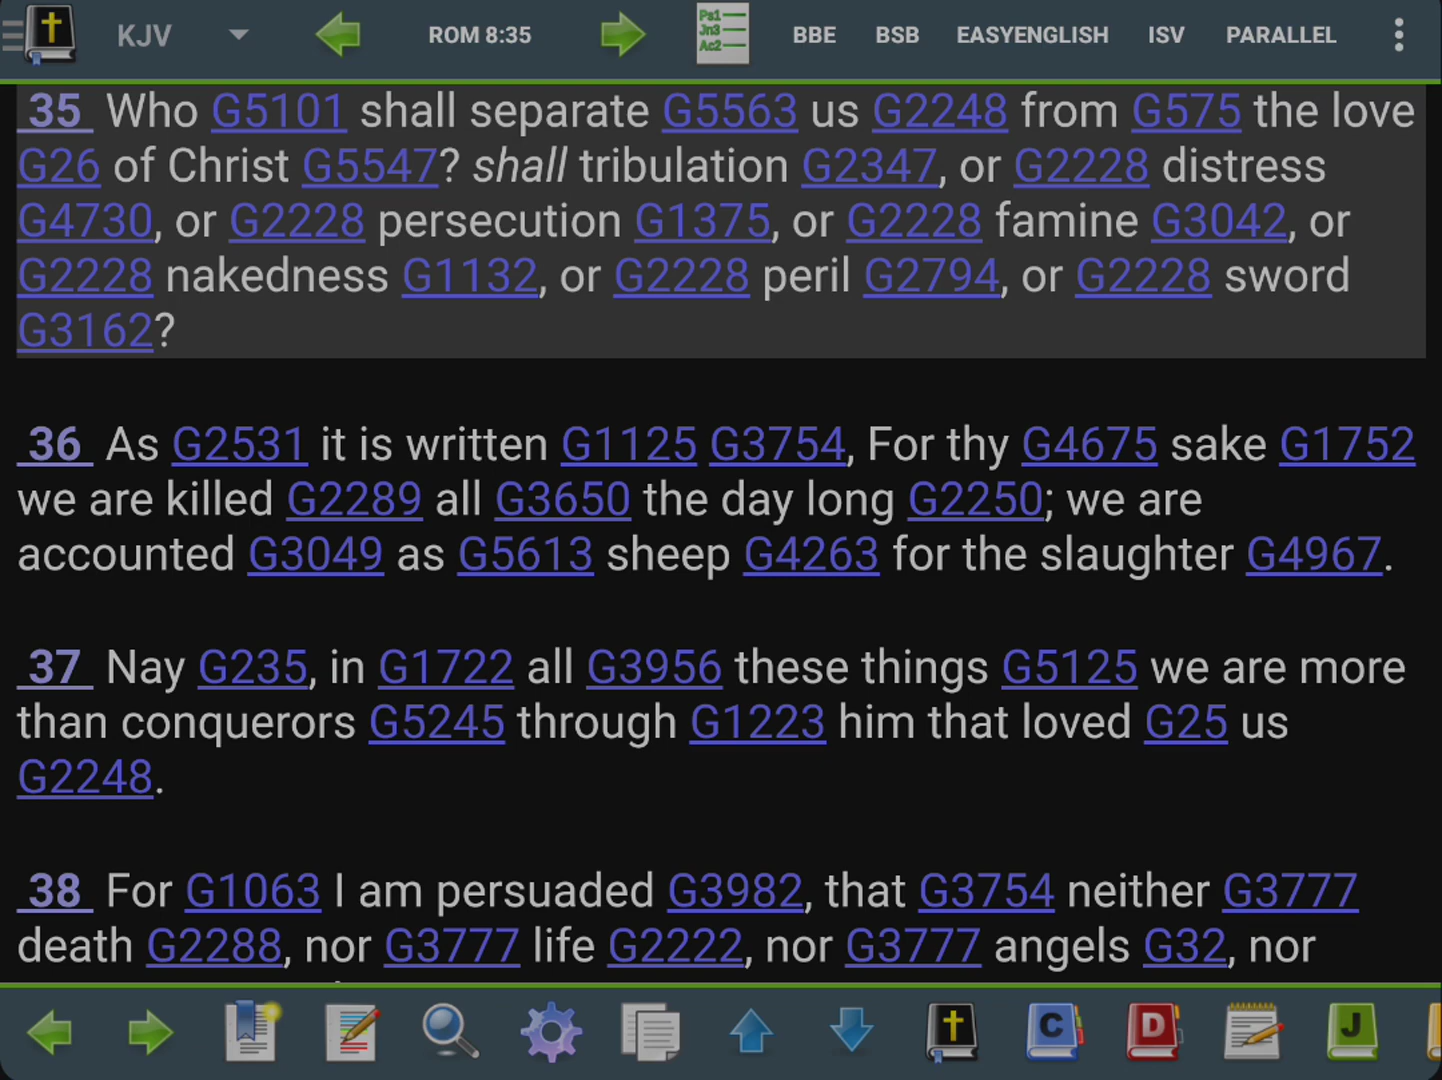 KJV ROM 8:35 Ps1 Jn3 Ac2 BBE BSB EASYENGLISH ISV PARALLEL
35 Who G5101 shall separate G5563 us G2248 from G575 the love
G26 of Christ G5547? shall tribulation G2347, or G2228 distress
G4730, or G2228 persecution G1375, or G2228 famine G3042, or
G2228 nakedness G1132, or G2228 peril G2794, or G2228 sword
G3162?
36 As G2531 it is written G1125 G3754, For thy G4675 sake G1752
we are killed G2289 all G3650 the day long G2250; we are
accounted G3049 as G5613 sheep G4263 for the slaughter G4967.
37 Nay G235, in G1722 all G3956 these things G5125 we are more
than conquerors G5245 through G1223 him that loved G25 us
G2248.
38 For G1063 I am persuaded G3982, that G3754 neither G3777
death G2288, nor G3777 life G2222, nor G3777 angels G32, nor
C D J